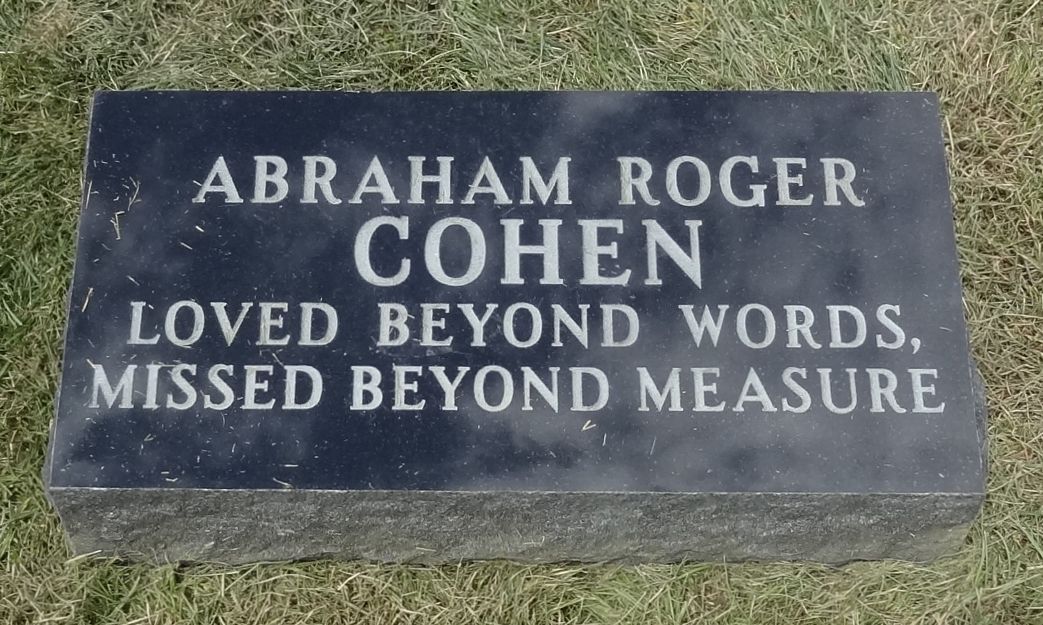 ABRAHAM ROGER
COHEN
LOVED BEYOND WORDS,
MISSED BEYOND MEASURE